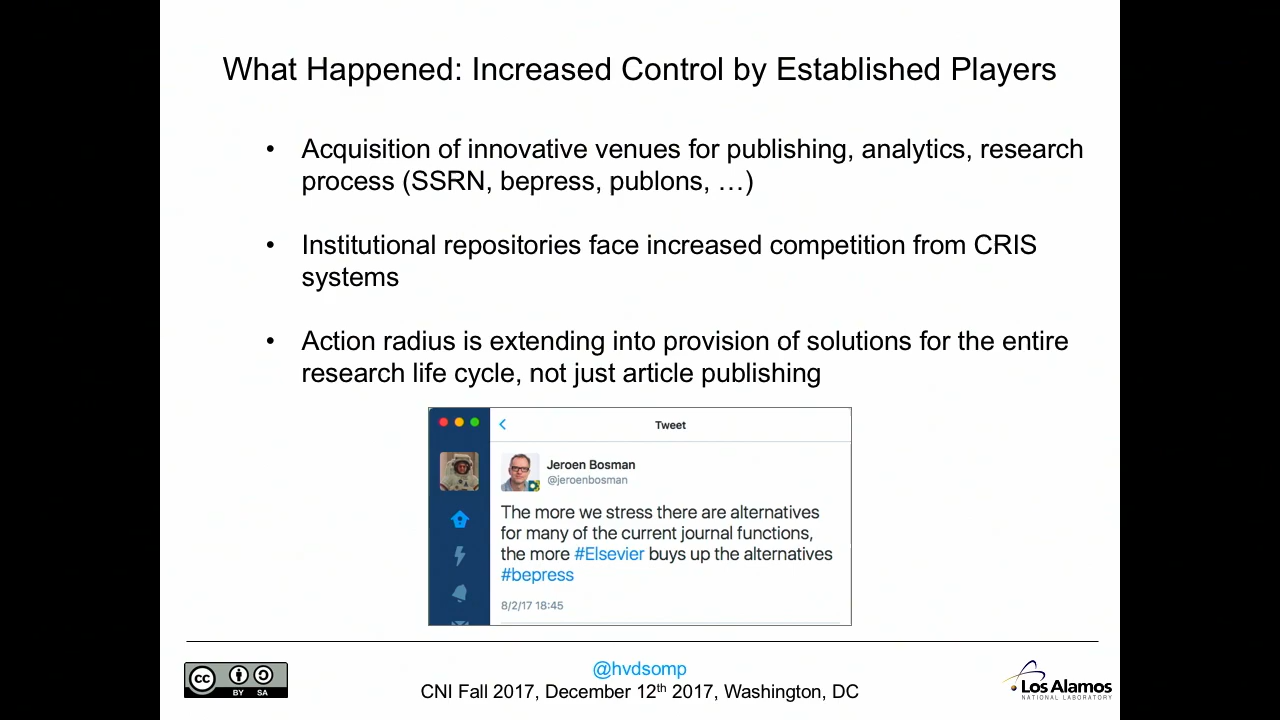 What Happened: Increased Control by Established Players
• Acquisition of innovative venues for publishing, analytics, research
process (SSRN, bepress, publons, …)
• Institutional repositories face increased competition from CRIS
systems
• Action radius is extending into provision of solutions for the entire
research life cycle, not just article publishing
Tweet
Jeroen Bosman
@jeroenbosman
The more we stress there are alternatives
for many of the current journal functions,
the more #Elsevier buys up the alternatives
#bepress
8/2/17 18:45
cc BY SA
@hvdsomp
CNI Fall 2017, December 12th 2017, Washington, DC
Los Alamos
NATIONAL LABORATORY